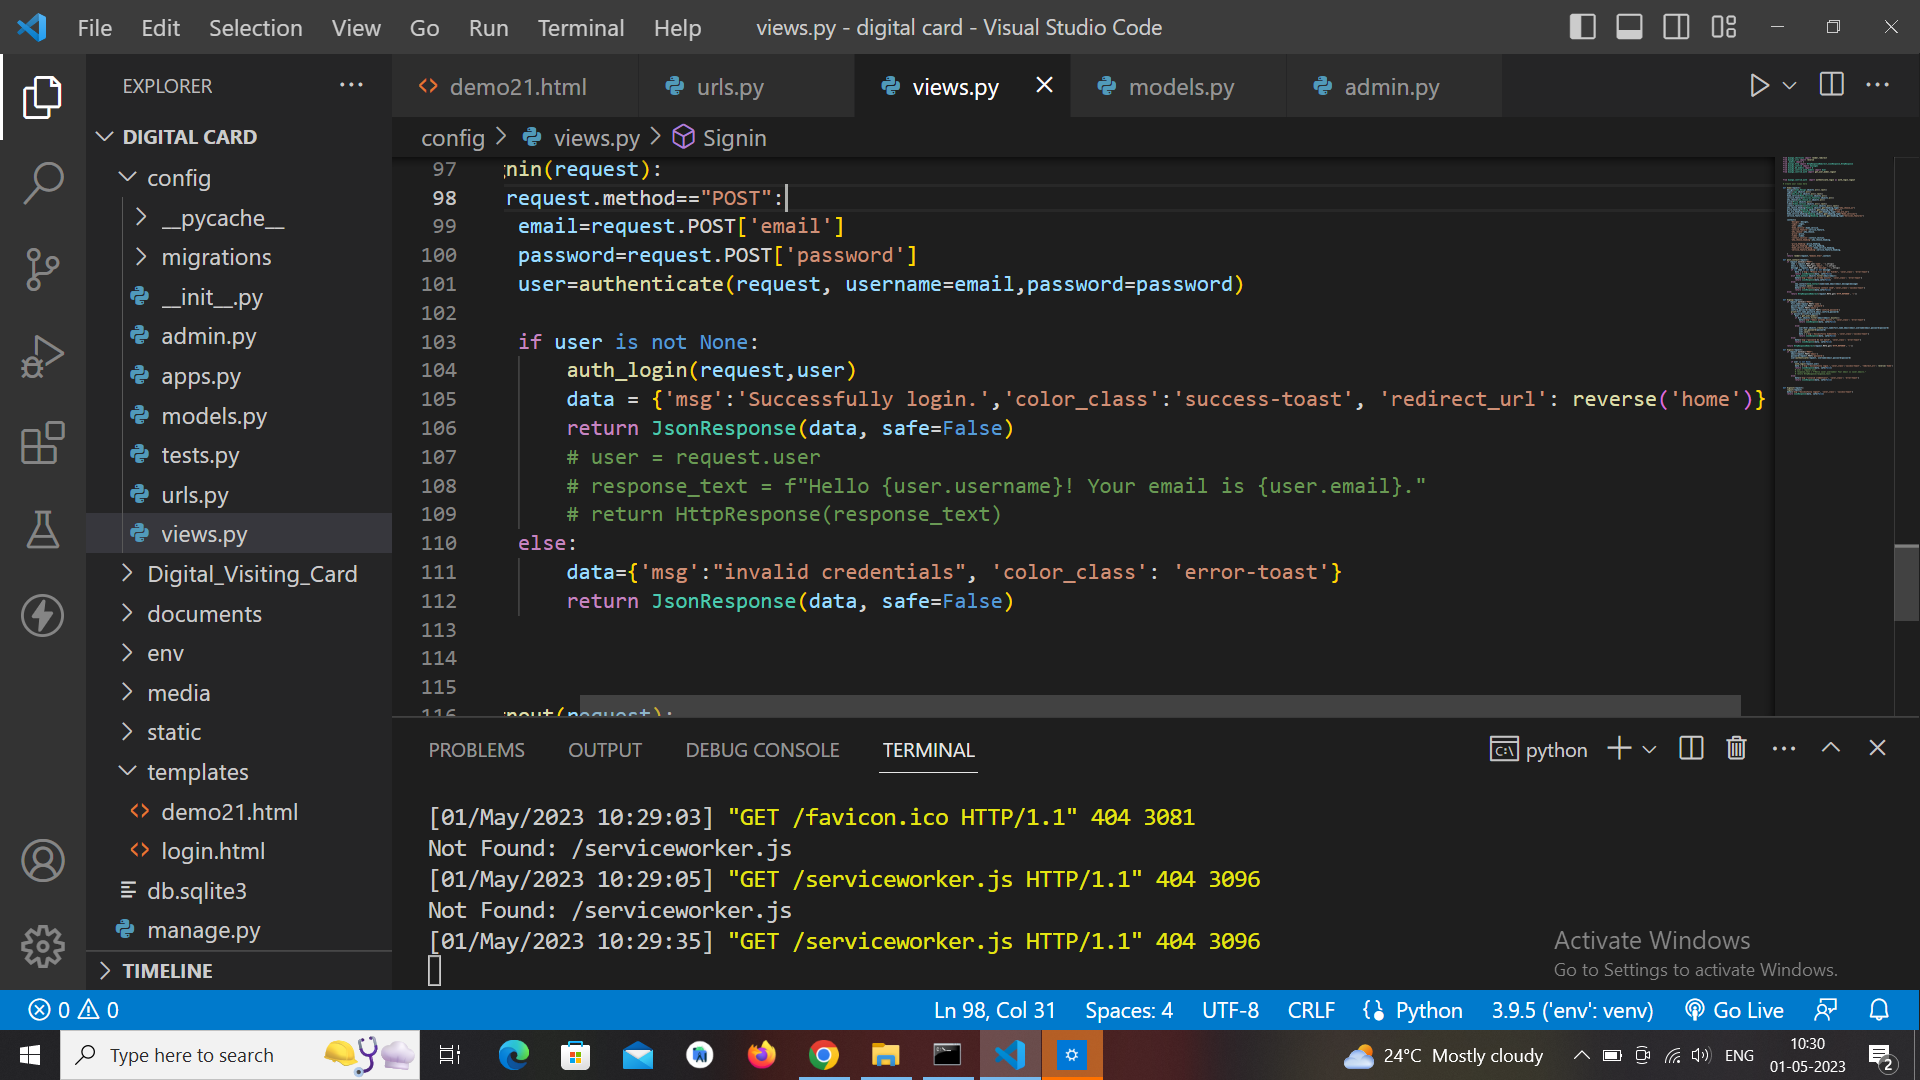 File Edit Selection View Go Run Terminal Help
views.py - digital card - Visual Studio Code
EXPLORER
DIGITAL CARD
config
__pycache__
migrations
__init__.py
admin.py
apps.py
models.py
tests.py
urls.py
views.py
Digital_Visiting_Card
documents
env
media
static
templates
demo21.html
login.html
db.sqlite3
manage.py
TIMELINE
demo21.html urls.py views.py models.py admin.py
config > views.py > Signin
97 nin(request):
98 request.method=="POST":
99 email=request.POST['email']
100 password=request.POST['password']
101 user=authenticate(request, username=email,password=password)
102
103 if user is not None:
104 auth_login(request,user)
105 data = {'msg':'Successfully login.','color_class':'success-toast', 'redirect_url': reverse('home')}
106 return JsonResponse(data, safe=False)
107 # user = request.user
108 # response_text = f"Hello {user.username}! Your email is {user.email}."
109 # return HttpResponse(response_text)
110 else:
111 data={'msg':"invalid credentials", 'color_class': 'error-toast'}
112 return JsonResponse(data, safe=False)
113
114
115
116 nout(request):
PROBLEMS OUTPUT DEBUG CONSOLE TERMINAL
python
[01/May/2023 10:29:03] "GET /favicon.ico HTTP/1.1" 404 3081
Not Found: /serviceworker.js
[01/May/2023 10:29:05] "GET /serviceworker.js HTTP/1.1" 404 3096
Not Found: /serviceworker.js
[01/May/2023 10:29:35] "GET /serviceworker.js HTTP/1.1" 404 3096
Activate Windows
Go to Settings to activate Windows.
0 0
Ln 98, Col 31 Spaces: 4 UTF-8 CRLF Python 3.9.5 ('env': venv) Go Live
Type here to search
24°C Mostly cloudy
ENG
10:30
01-05-2023
2